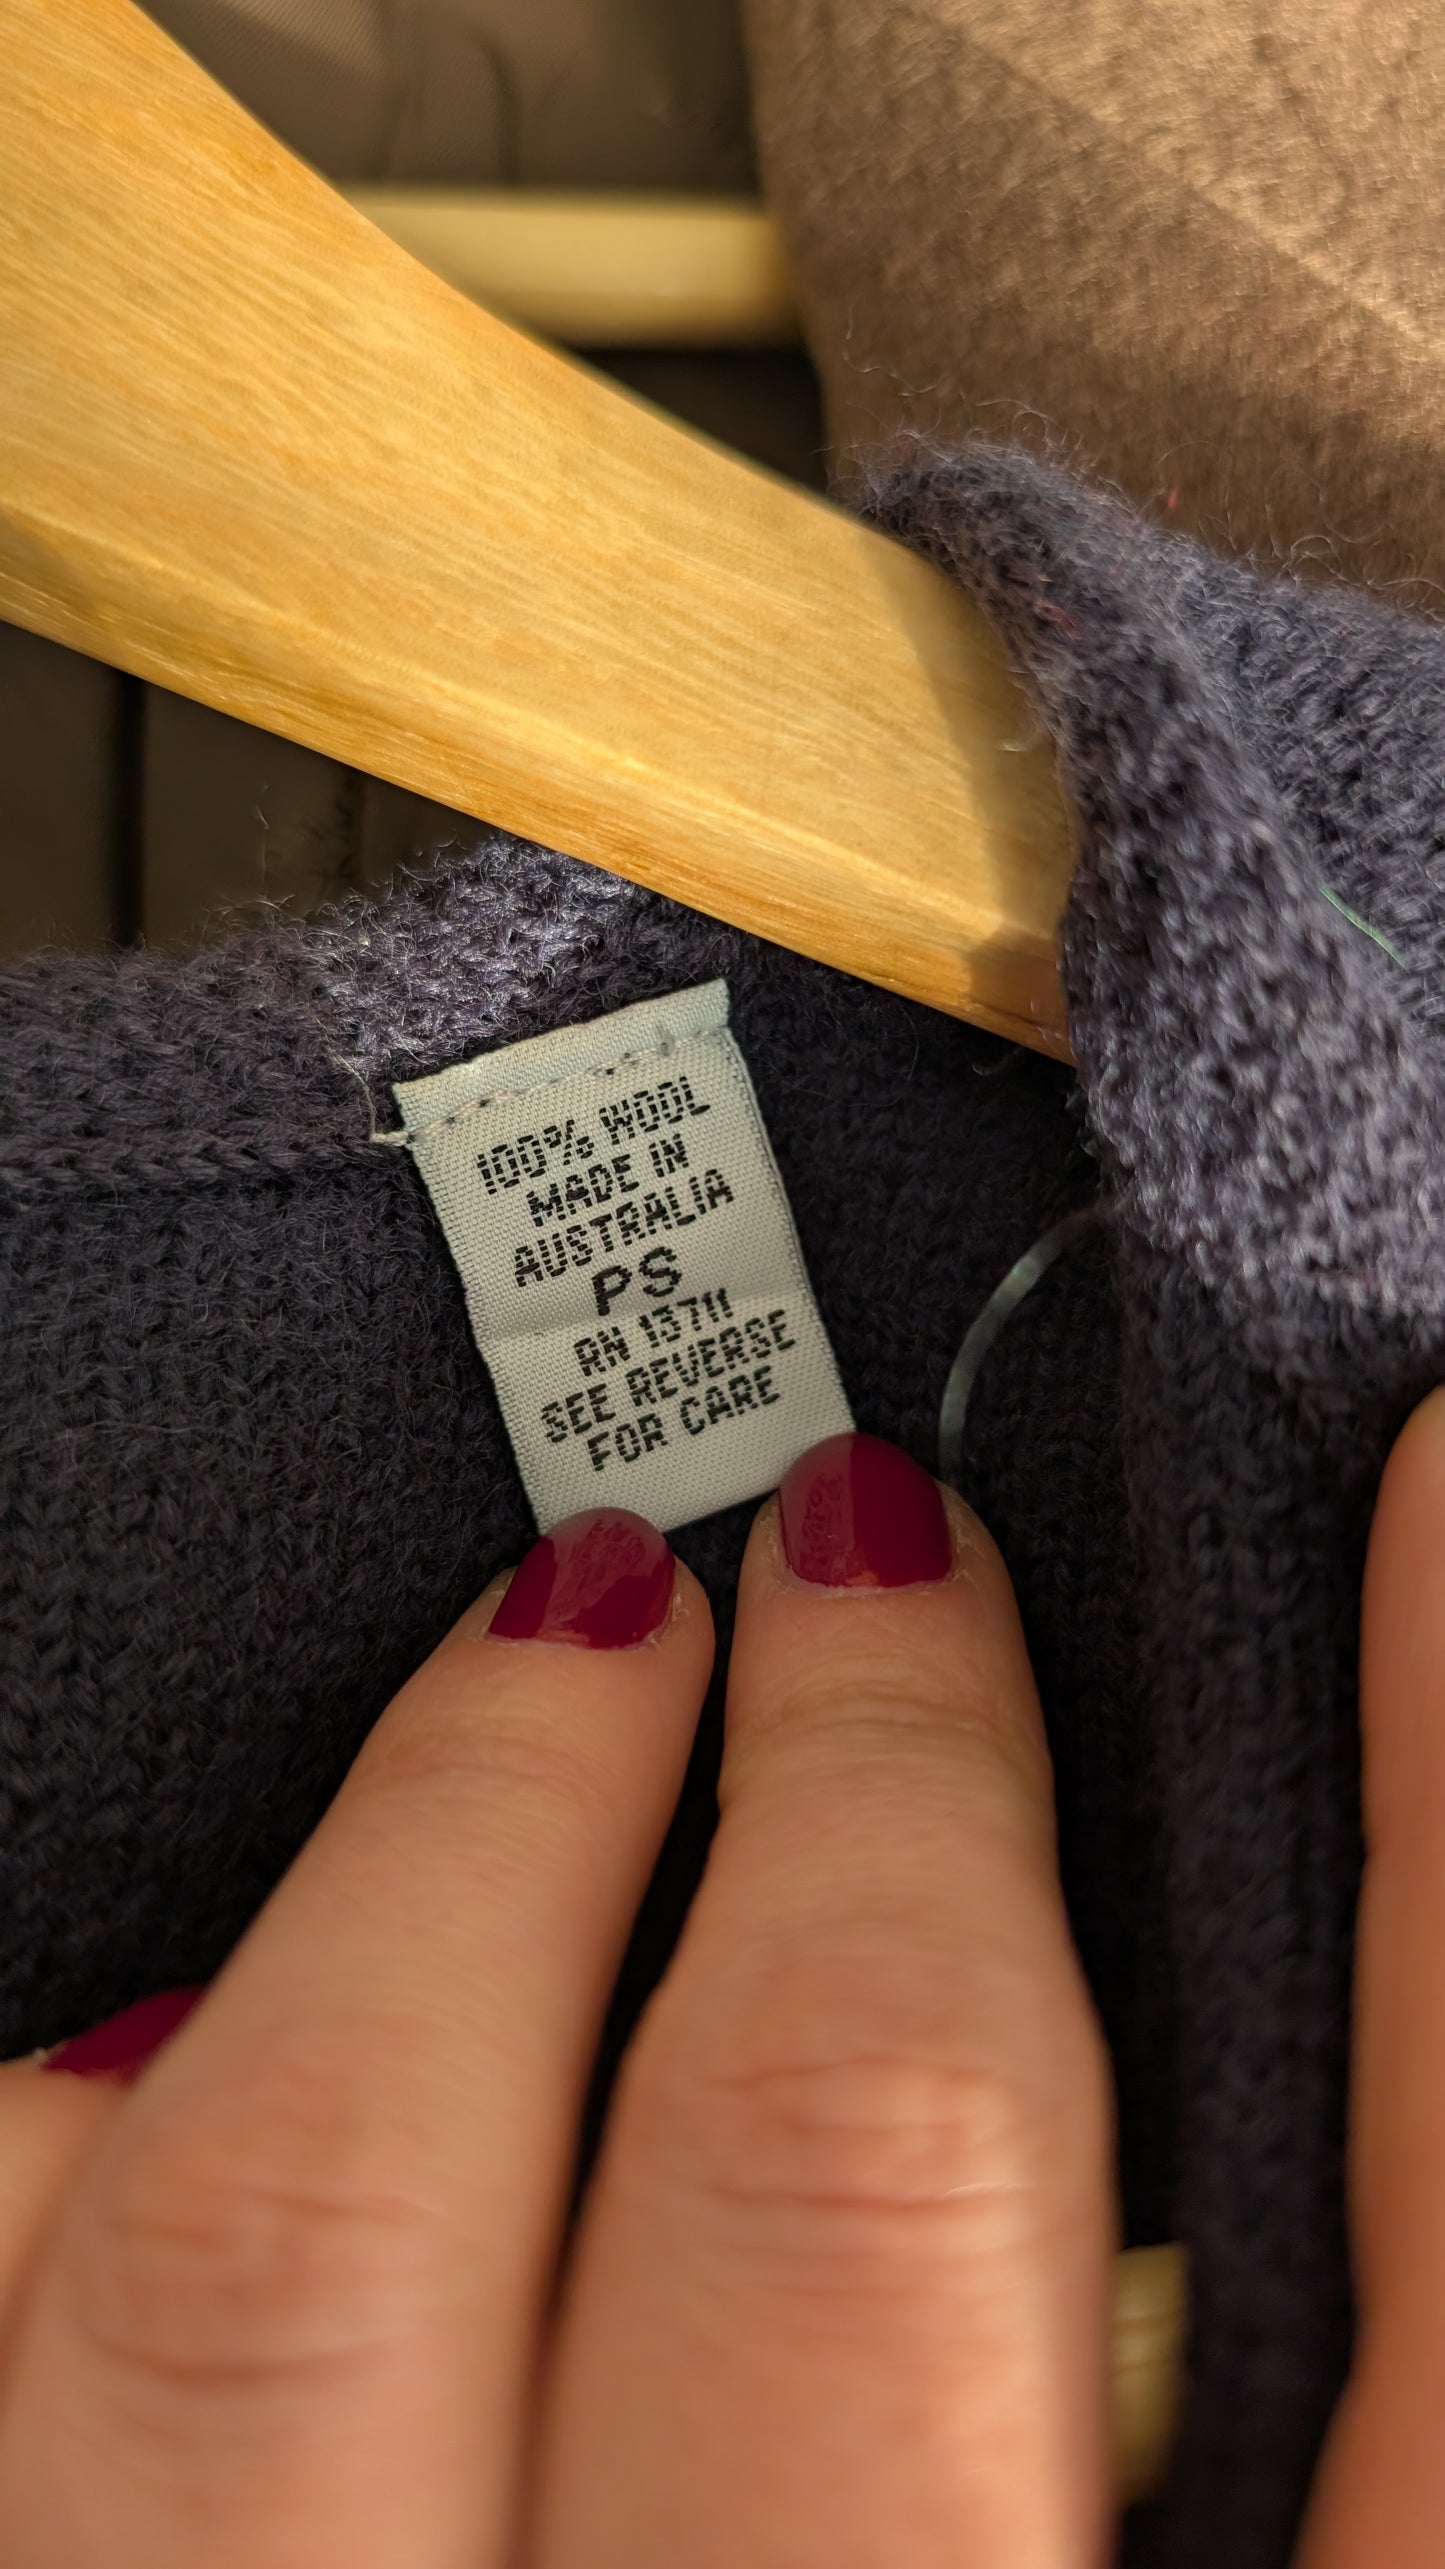 100% WOOL
MADE IN
AUSTRALIA
PS
RN 13711
SEE REVERSE
FOR CARE